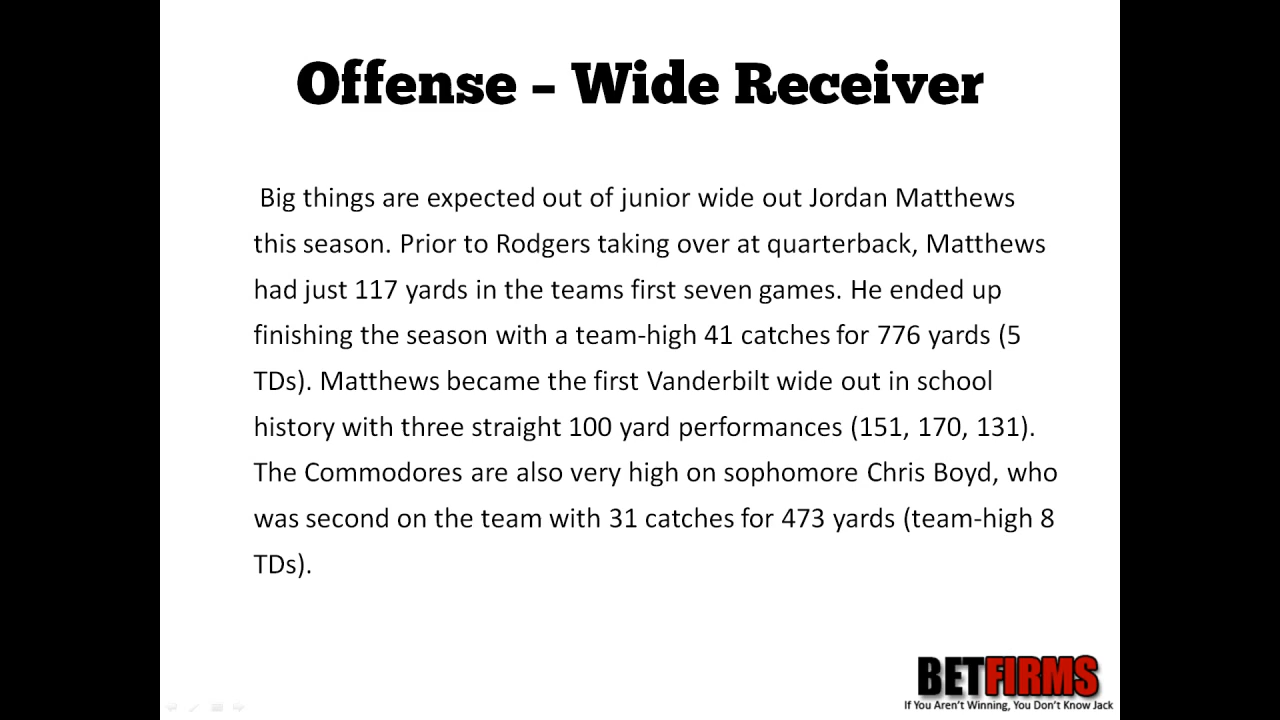 Offense – Wide Receiver
Big things are expected out of junior wide out Jordan Matthews
this season. Prior to Rodgers taking over at quarterback, Matthews
had just 117 yards in the teams first seven games. He ended up
finishing the season with a team-high 41 catches for 776 yards (5
TDs). Matthews became the first Vanderbilt wide out in school
history with three straight 100 yard performances (151, 170, 131).
The Commodores are also very high on sophomore Chris Boyd, who
was second on the team with 31 catches for 473 yards (team-high 8
TDs).
BETFIRMS
If You Aren't Winning, You Don't Know Jack